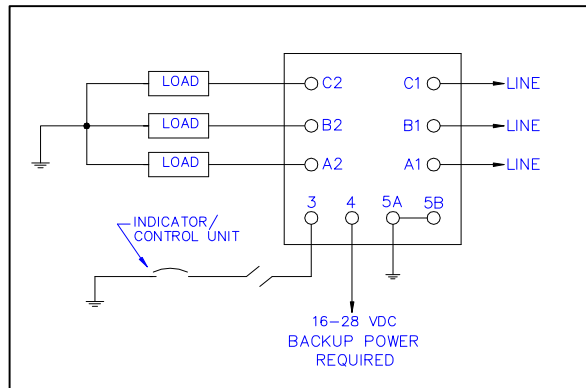 LOAD C2 C1 LINE
LOAD B2 B1 LINE
LOAD A2 A1 LINE
3 4 5A 5B
INDICATOR/
CONTROL UNIT
16-28 VDC
BACKUP POWER
REQUIRED